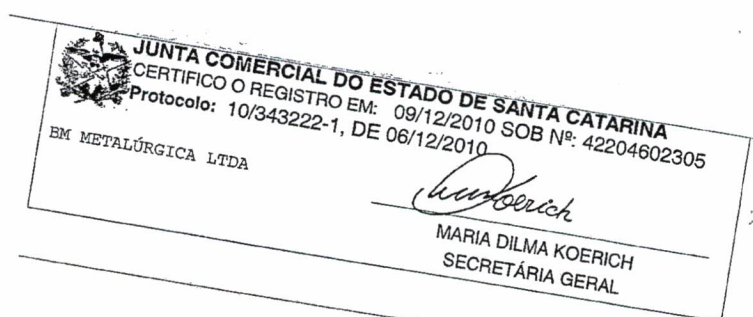 JUNTA COMERCIAL DO ESTADO DE SANTA CATARINA
CERTIFICO O REGISTRO EM: 09/12/2010 SOB Nº: 42204602305
Protocolo: 10/343222-1, DE 06/12/2010
BM METALÚRGICA LTDA
MARIA DILMA KOERICH
SECRETÁRIA GERAL